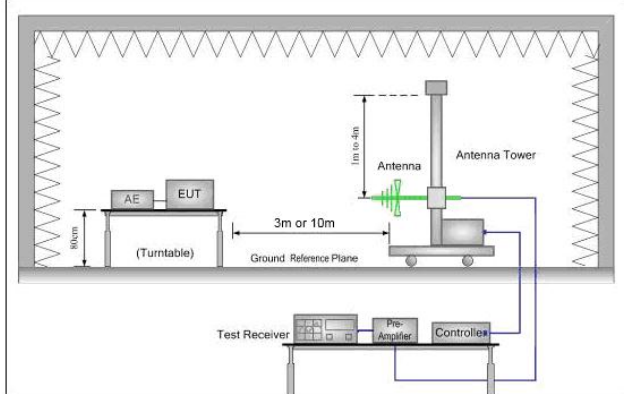 1m to 4m
Antenna
Antenna Tower
AE
EUT
80cm
(Turntable)
3m or 10m
Ground Reference Plane
Test Receiver
Pre-
Amplifier
Controller